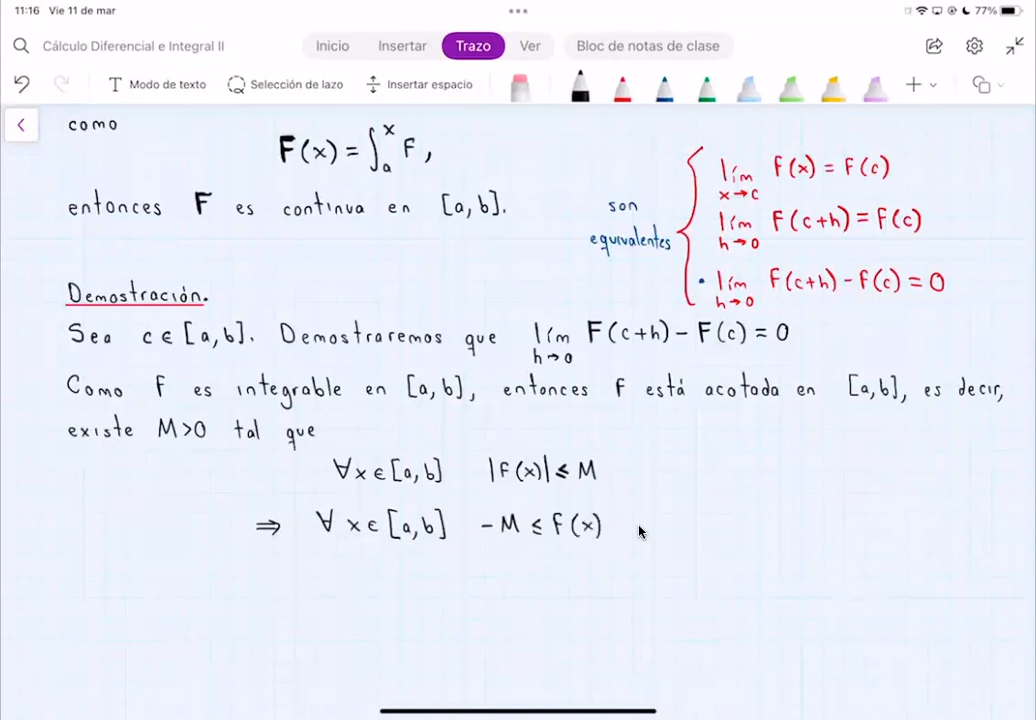 11:16 Vie 11 de mar
77%
Cálculo Diferencial e Integral II
Inicio Insertar Trazo Ver Bloc de notas de clase
Modo de texto Selección de lazo Insertar espacio
como
F(x) = ∫ₐˣ f,
entonces F es continua en [a,b].
son equivalentes
lím x→c F(x) = F(c)
lím h→0 F(c+h) = F(c)
• lím h→0 F(c+h) - F(c) = 0
Demostración.
Sea c ∈ [a,b]. Demostraremos que lím h→0 F(c+h) - F(c) = 0
Como f es integrable en [a,b], entonces f está acotada en [a,b], es decir,
existe M>0 tal que
∀x ∈ [a,b] |f(x)| ≤ M
⇒ ∀ x ∈ [a,b] -M ≤ f(x)